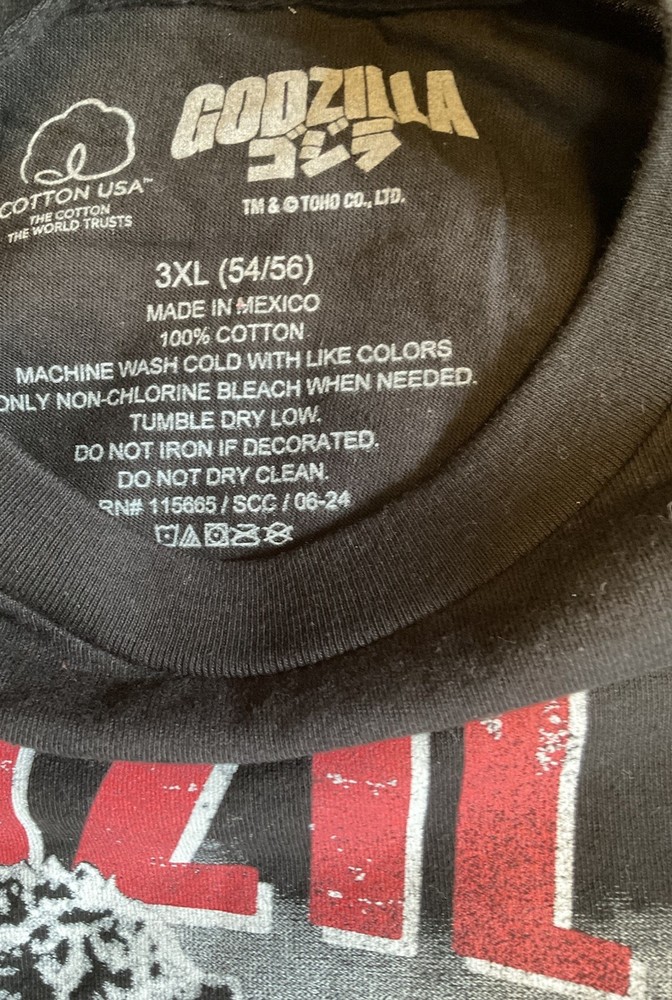 GODZILLA
ゴジラ
TM & © TOHO CO., LTD.
COTTON USA™
THE COTTON
THE WORLD TRUSTS
3XL (54/56)
MADE IN MEXICO
100% COTTON
MACHINE WASH COLD WITH LIKE COLORS
ONLY NON-CHLORINE BLEACH WHEN NEEDED.
TUMBLE DRY LOW.
DO NOT IRON IF DECORATED.
DO NOT DRY CLEAN.
RN# 115665 / SCC / 06-24
ZIL